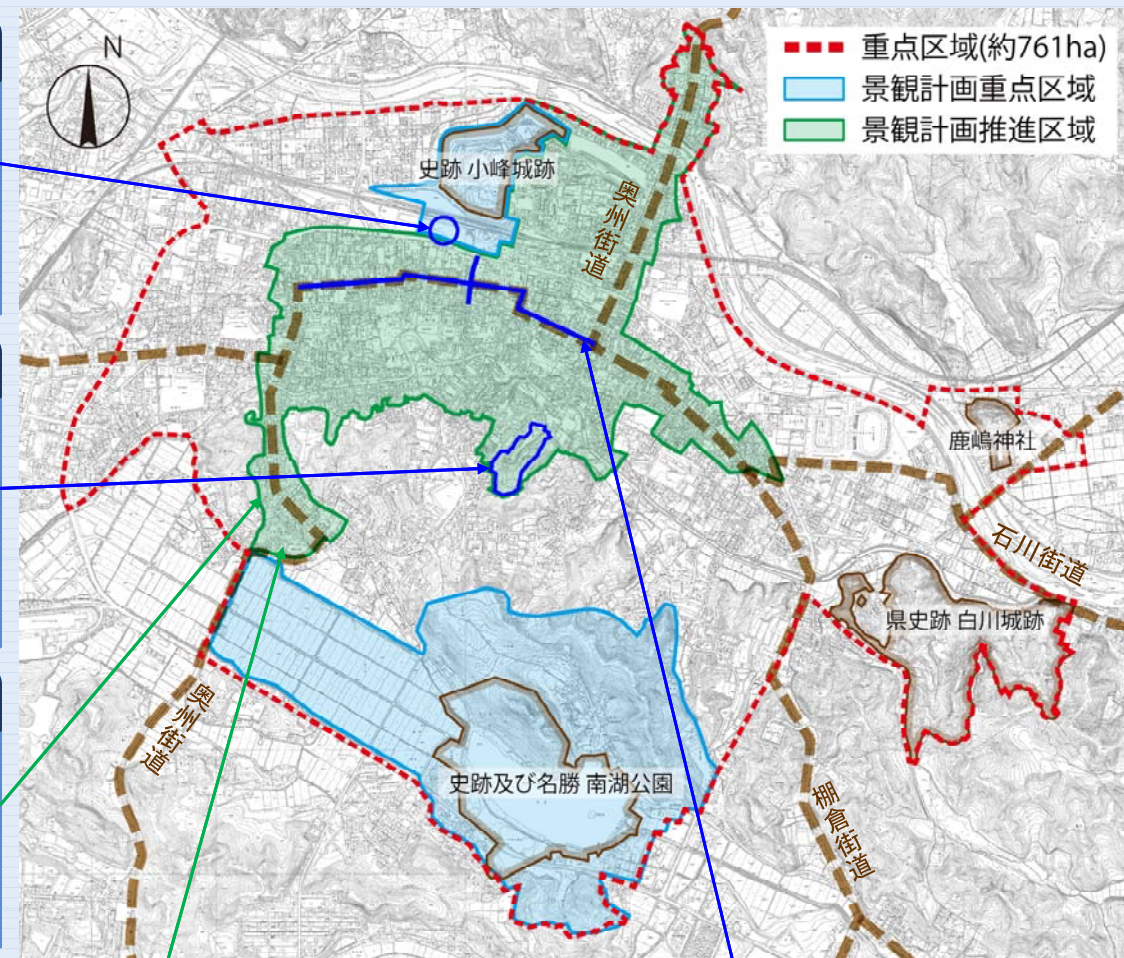 N
重点区域(約761ha)
景観計画重点区域
景観計画推進区域
史跡 小峰城跡
奥州街道
鹿嶋神社
石川街道
県史跡 白川城跡
奥州街道
史跡及び名勝 南湖公園
棚倉街道